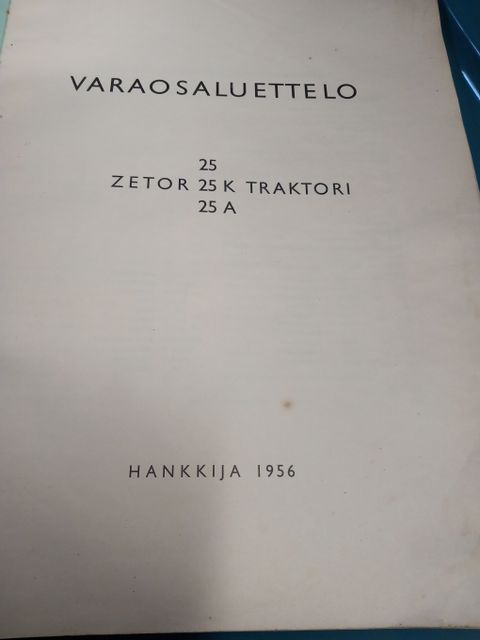 VARAOSALUETTELO
25
ZETOR 25 K TRAKTORI
25 A
HANKKIJA 1956